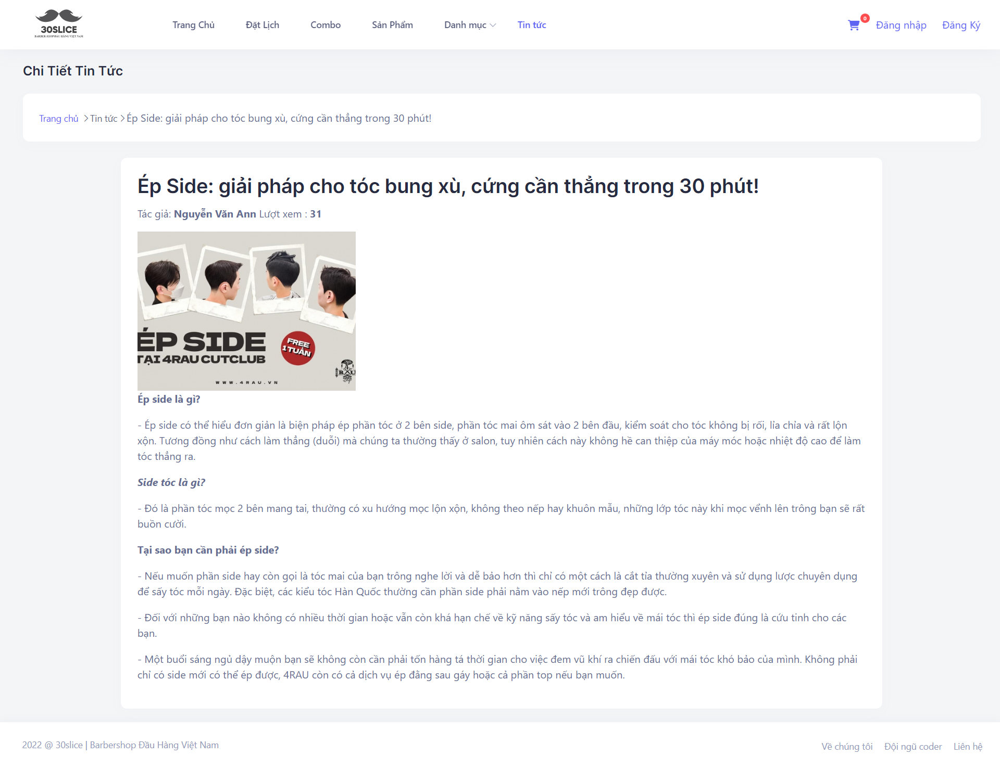 30SLICE
BARBER SHOP ĐẦU HÀNG VIỆT NAM
Trang Chủ
Đặt Lịch
Combo
Sản Phẩm
Danh mục
Tin tức
0
Đăng nhập
Đăng Ký
Chi Tiết Tin Tức
Trang chủ > Tin tức > Ép Side: giải pháp cho tóc bung xù, cứng cần thẳng trong 30 phút!
Ép Side: giải pháp cho tóc bung xù, cứng cần thẳng trong 30 phút!
Tác giả: Nguyễn Văn Ann Lượt xem : 31
ÉP SIDE
TẠI 4RAU CUTCLUB
FREE
1 TUẦN
4
RAU
WWW.4RAU.VN
Ép side là gì?
- Ép side có thể hiểu đơn giản là biện pháp ép phần tóc ở 2 bên side, phần tóc mai ôm sát vào 2 bên đầu, kiểm soát cho tóc không bị rối, lỉa chỉa và rất lộn
xộn. Tương đồng như cách làm thẳng (duỗi) mà chúng ta thường thấy ở salon, tuy nhiên cách này không hề can thiệp của máy móc hoặc nhiệt độ cao để làm
tóc thẳng ra.
Side tóc là gì?
- Đó là phần tóc mọc 2 bên mang tai, thường có xu hướng mọc lộn xộn, không theo nếp hay khuôn mẫu, những lớp tóc này khi mọc vểnh lên trông bạn sẽ rất
buồn cười.
Tại sao bạn cần phải ép side?
- Nếu muốn phần side hay còn gọi là tóc mai của bạn trông nghe lời và dễ bảo hơn thì chỉ có một cách là cắt tỉa thường xuyên và sử dụng lược chuyên dụng
để sấy tóc mỗi ngày. Đặc biệt, các kiểu tóc Hàn Quốc thường cần phần side phải nằm vào nếp mới trông đẹp được.
- Đối với những bạn nào không có nhiều thời gian hoặc vẫn còn khá hạn chế về kỹ năng sấy tóc và am hiểu về mái tóc thì ép side đúng là cứu tinh cho các
bạn.
- Một buổi sáng ngủ dậy muộn bạn sẽ không còn cần phải tốn hàng tá thời gian cho việc đem vũ khí ra chiến đấu với mái tóc khó bảo của mình. Không phải
chỉ có side mới có thể ép được, 4RAU còn có cả dịch vụ ép đằng sau gáy hoặc cả phần top nếu bạn muốn.
2022 @ 30slice | Barbershop Đầu Hàng Việt Nam
Về chúng tôi
Đội ngũ coder
Liên hệ